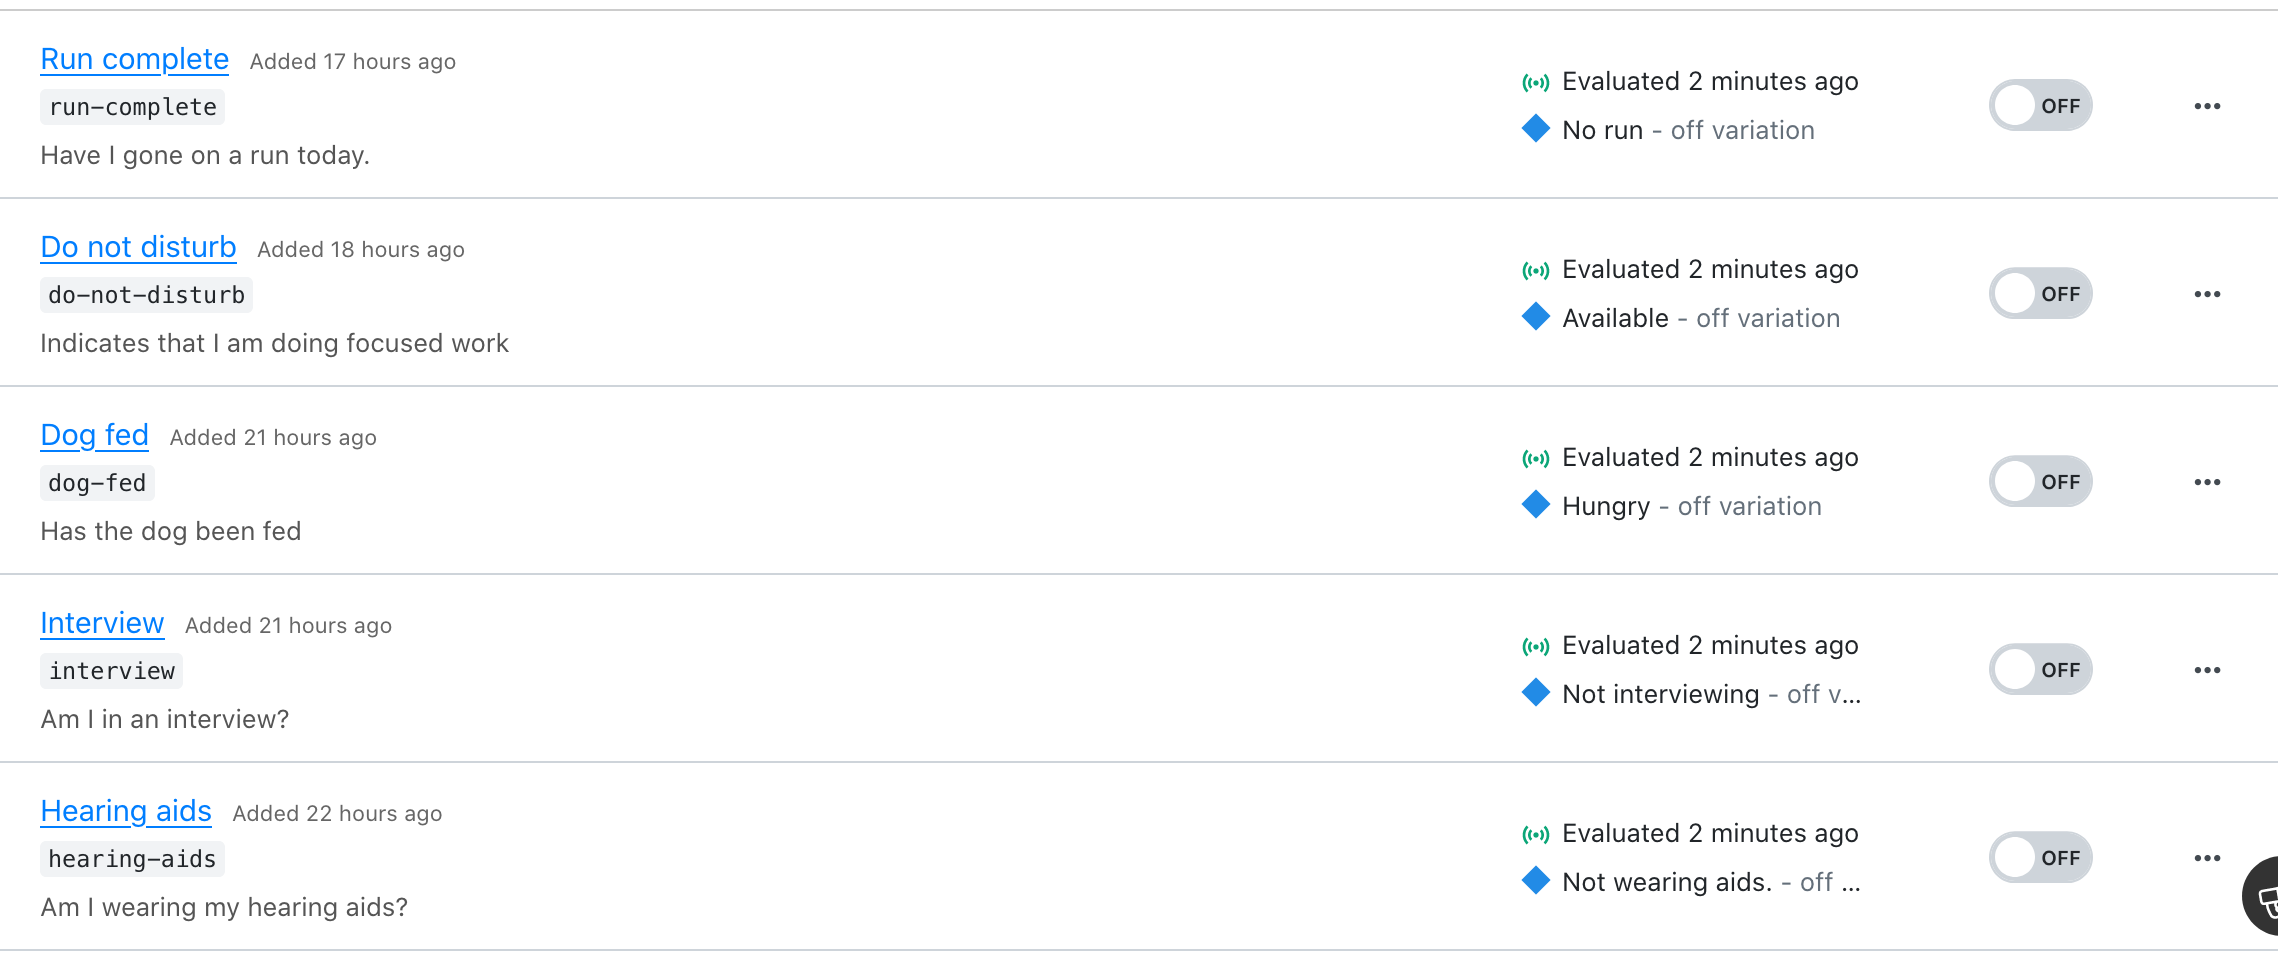 Run complete Added 17 hours ago
run-complete
Have I gone on a run today.
Evaluated 2 minutes ago
No run - off variation
OFF
Do not disturb Added 18 hours ago
do-not-disturb
Indicates that I am doing focused work
Evaluated 2 minutes ago
Available - off variation
OFF
Dog fed Added 21 hours ago
dog-fed
Has the dog been fed
Evaluated 2 minutes ago
Hungry - off variation
OFF
Interview Added 21 hours ago
interview
Am I in an interview?
Evaluated 2 minutes ago
Not interviewing - off v...
OFF
Hearing aids Added 22 hours ago
hearing-aids
Am I wearing my hearing aids?
Evaluated 2 minutes ago
Not wearing aids. - off ...
OFF